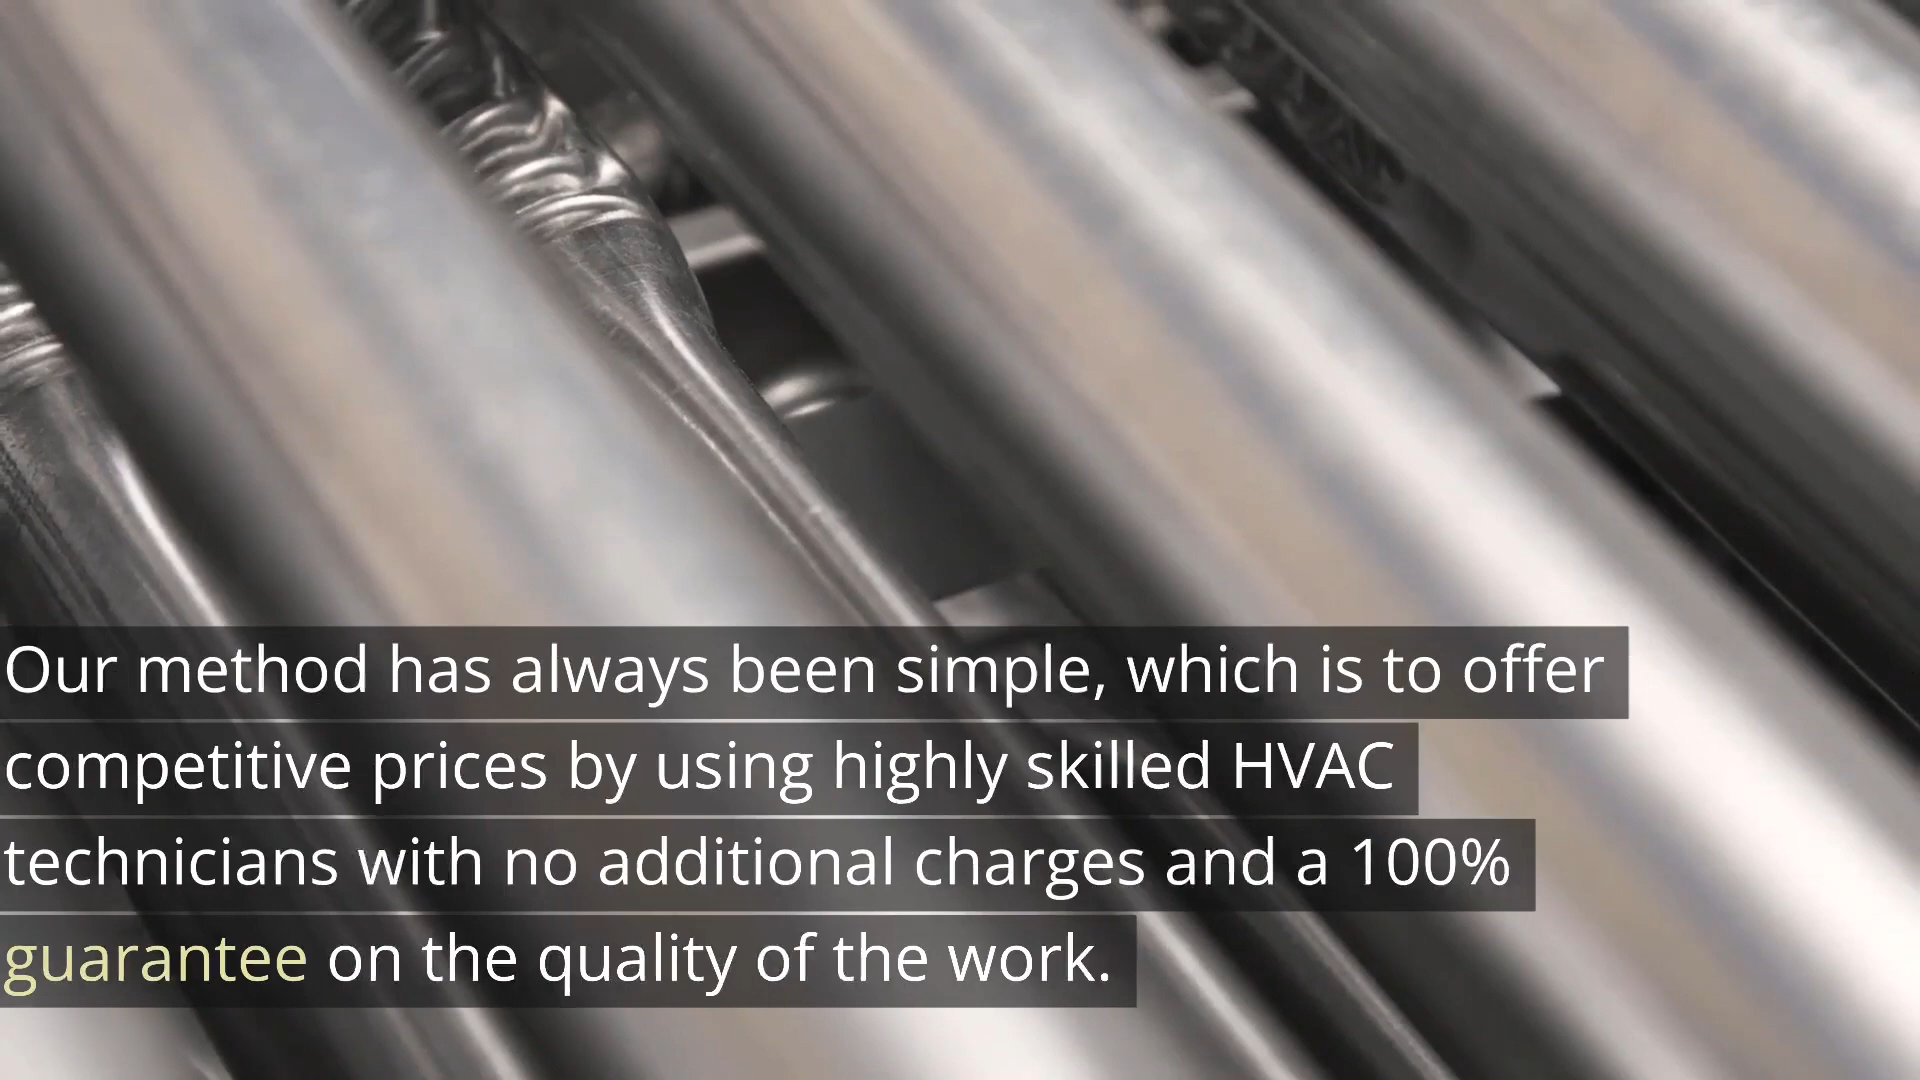 Our method has always been simple, which is to offer
competitive prices by using highly skilled HVAC
technicians with no additional charges and a 100%
guarantee on the quality of the work.